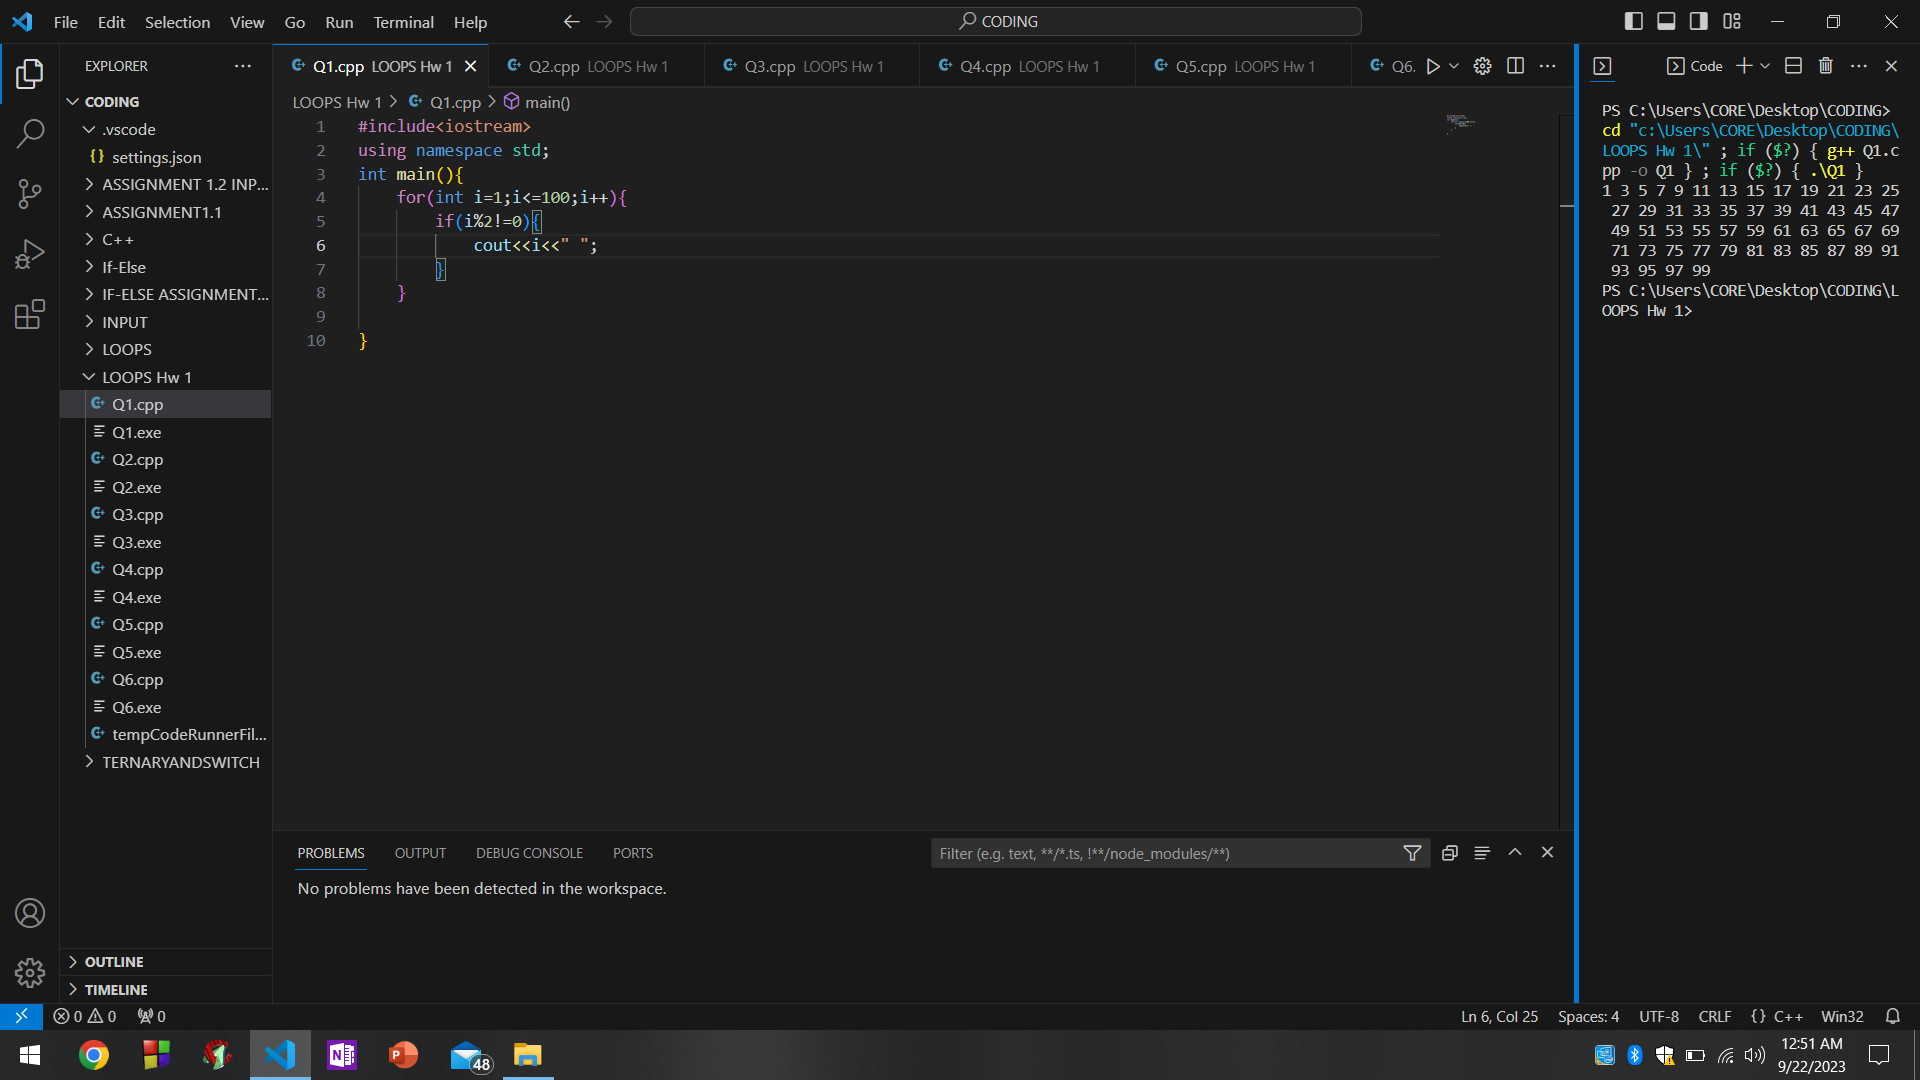 File Edit Selection View Go Run Terminal Help
CODING
EXPLORER
CODING
.vscode
settings.json
ASSIGNMENT 1.2 INP...
ASSIGNMENT1.1
C++
If-Else
IF-ELSE ASSIGNMENT...
INPUT
LOOPS
LOOPS Hw 1
Q1.cpp
Q1.exe
Q2.cpp
Q2.exe
Q3.cpp
Q3.exe
Q4.cpp
Q4.exe
Q5.cpp
Q5.exe
Q6.cpp
Q6.exe
tempCodeRunnerFil...
TERNARYANDSWITCH
OUTLINE
TIMELINE
Q1.cpp LOOPS Hw 1 Q2.cpp LOOPS Hw 1 Q3.cpp LOOPS Hw 1 Q4.cpp LOOPS Hw 1 Q5.cpp LOOPS Hw 1 Q6.
LOOPS Hw 1 > Q1.cpp > main()
1 #include<iostream>
2 using namespace std;
3 int main(){
4 for(int i=1;i<=100;i++){
5 if(i%2!=0){
6 cout<<i<<" ";
7 }
8 }
9
10 }
PROBLEMS OUTPUT DEBUG CONSOLE PORTS
Filter (e.g. text, **/*.ts, !**/node_modules/**)
No problems have been detected in the workspace.
Code
PS C:\Users\CORE\Desktop\CODING>
cd "c:\Users\CORE\Desktop\CODING\
LOOPS Hw 1\" ; if ($?) { g++ Q1.c
pp -o Q1 } ; if ($?) { .\Q1 }
1 3 5 7 9 11 13 15 17 19 21 23 25
27 29 31 33 35 37 39 41 43 45 47
49 51 53 55 57 59 61 63 65 67 69
71 73 75 77 79 81 83 85 87 89 91
93 95 97 99
PS C:\Users\CORE\Desktop\CODING\L
OOPS Hw 1>
0 0 0
Ln 6, Col 25 Spaces: 4 UTF-8 CRLF {} C++ Win32
48
12:51 AM
9/22/2023